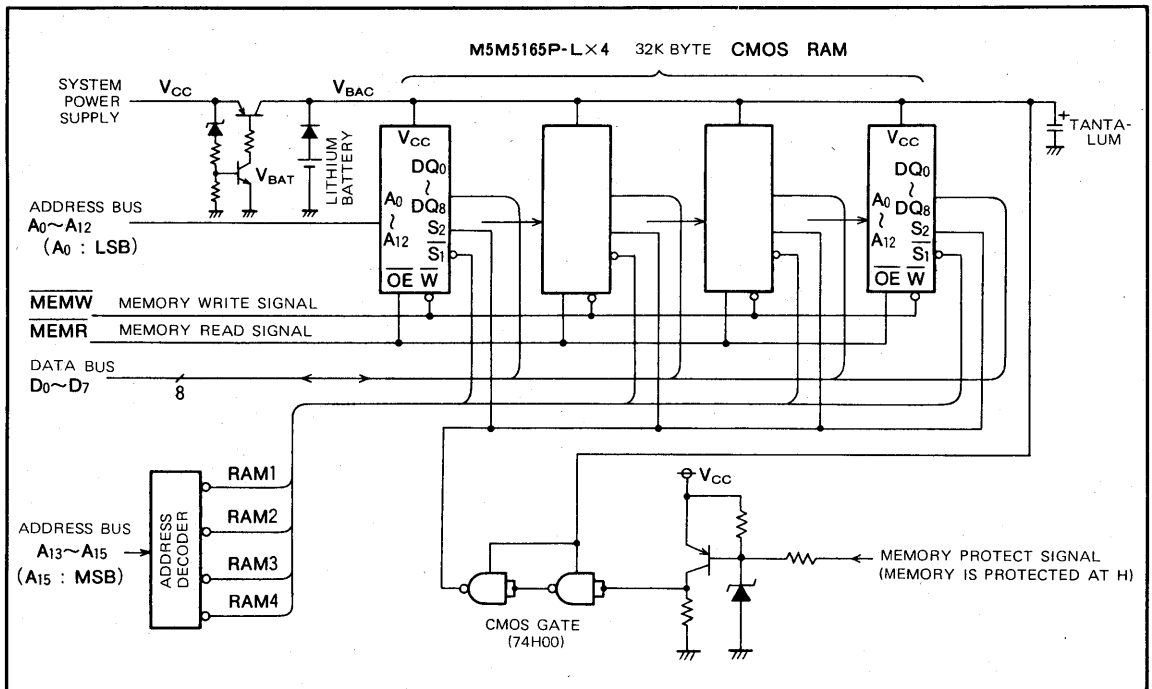 M5M5165P-L×4 32K BYTE CMOS RAM
SYSTEM
POWER
SUPPLY
VCC
VBAC
VBAT
LITHIUM
BATTERY
VCC
DQ0
~
DQ8
A0
~
A12
S2
S1
OE W
VCC
DQ0
~
DQ8
A0
~
A12
S2
S1
OE W
+
TANTA-
LUM
ADDRESS BUS
A0~A12
(A0 : LSB)
MEMW MEMORY WRITE SIGNAL
MEMR MEMORY READ SIGNAL
DATA BUS
D0~D7
8
ADDRESS BUS
A13~A15
(A15 : MSB)
ADDRESS
DECODER
RAM1
RAM2
RAM3
RAM4
VCC
MEMORY PROTECT SIGNAL
(MEMORY IS PROTECTED AT H)
CMOS GATE
(74H00)